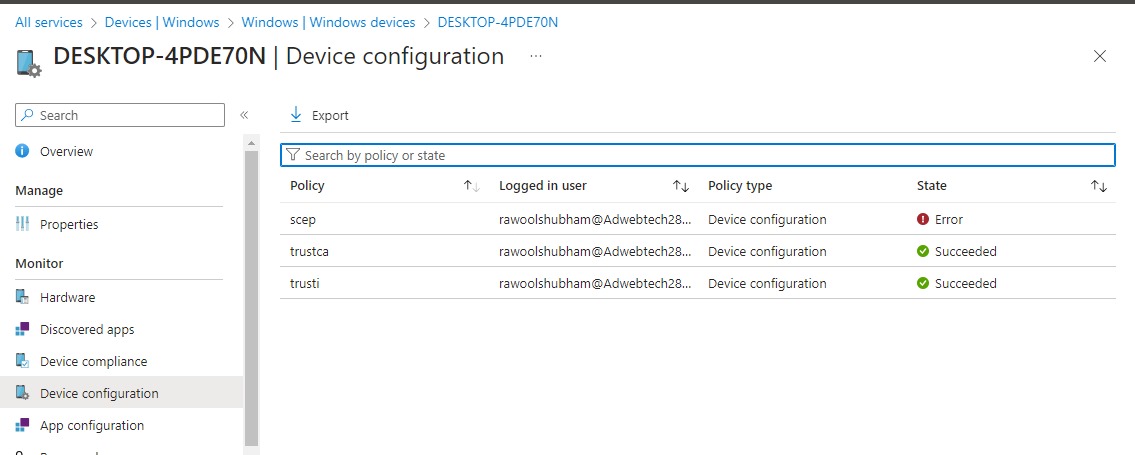 All services > Devices | Windows > Windows | Windows devices > DESKTOP-4PDE70N
DESKTOP-4PDE70N | Device configuration ...
Search
Export
Overview
Search by policy or state
Manage
Policy Logged in user Policy type State
Properties
scep rawoolshubham@Adwebtech28... Device configuration Error
Monitor
trustca rawoolshubham@Adwebtech28... Device configuration Succeeded
trusti rawoolshubham@Adwebtech28... Device configuration Succeeded
Hardware
Discovered apps
Device compliance
Device configuration
App configuration